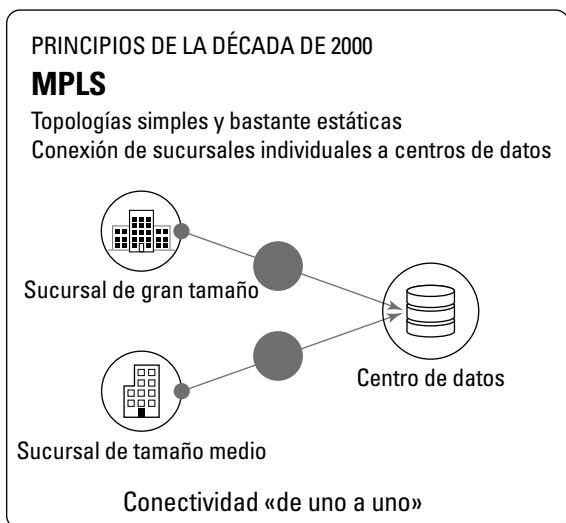 PRINCIPIOS DE LA DÉCADA DE 2000
MPLS
Topologías simples y bastante estáticas
Conexión de sucursales individuales a centros de datos
Sucursal de gran tamaño
Centro de datos
Sucursal de tamaño medio
Conectividad «de uno a uno»